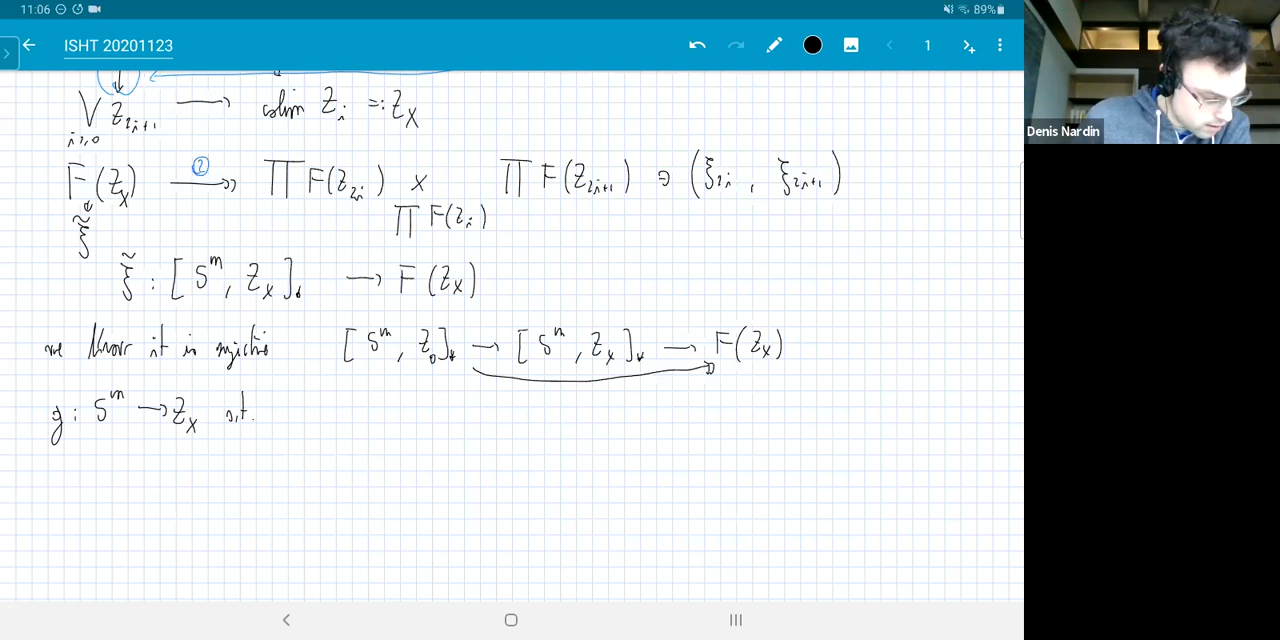 11:06 89%
ISHT 20201123
1
Denis Nardin
⋁_{i≥0} Z_{2i+1} → colim Z_i =: Z_X
F(Z_X) ② → ∏ F(Z_{2i}) × ∏ F(Z_{2i+1}) ∋ (ξ_{2i}, ξ_{2i+1})
∏ F(Z_i)
ξ̃
ξ̃ : [S^n, Z_X]_* → F(Z_X)
we know it is [S^n, Z_0]_* → [S^n, Z_X]_* → F(Z_X)
g : S^n → Z_X s.t.